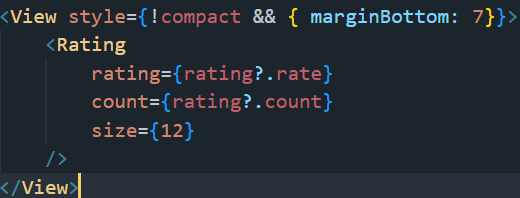 <View style={!compact && { marginBottom: 7}}>
<Rating
rating={rating?.rate}
count={rating?.count}
size={12}
/>
</View>